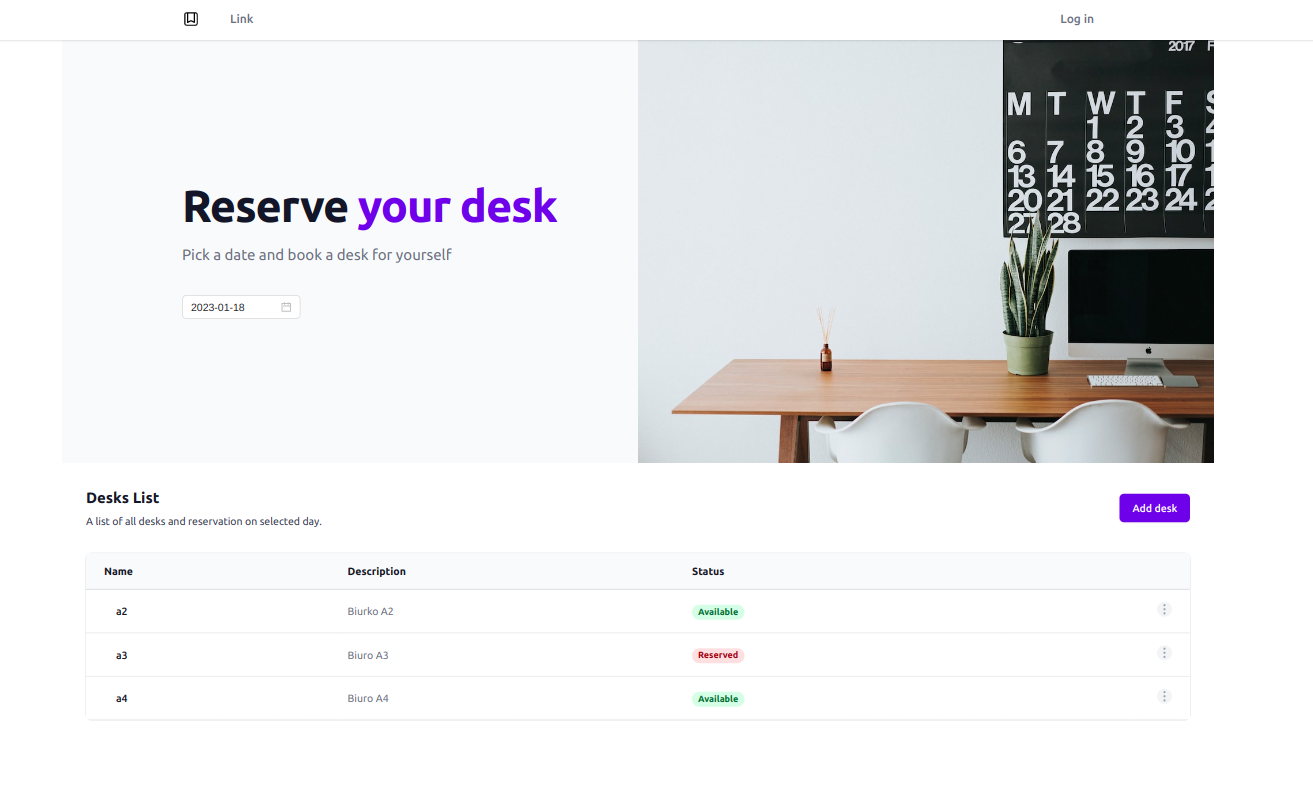 Link
Log in
Reserve your desk
Pick a date and book a desk for yourself
2023-01-18
2017
M T W T F S
1 2 3 4
6 7 8 9 10
13 14 15 16 17
20 21 22 23 24
27 28
Desks List
A list of all desks and reservation on selected day.
Add desk
Name Description Status
a2 Biurko A2 Available
a3 Biuro A3 Reserved
a4 Biuro A4 Available